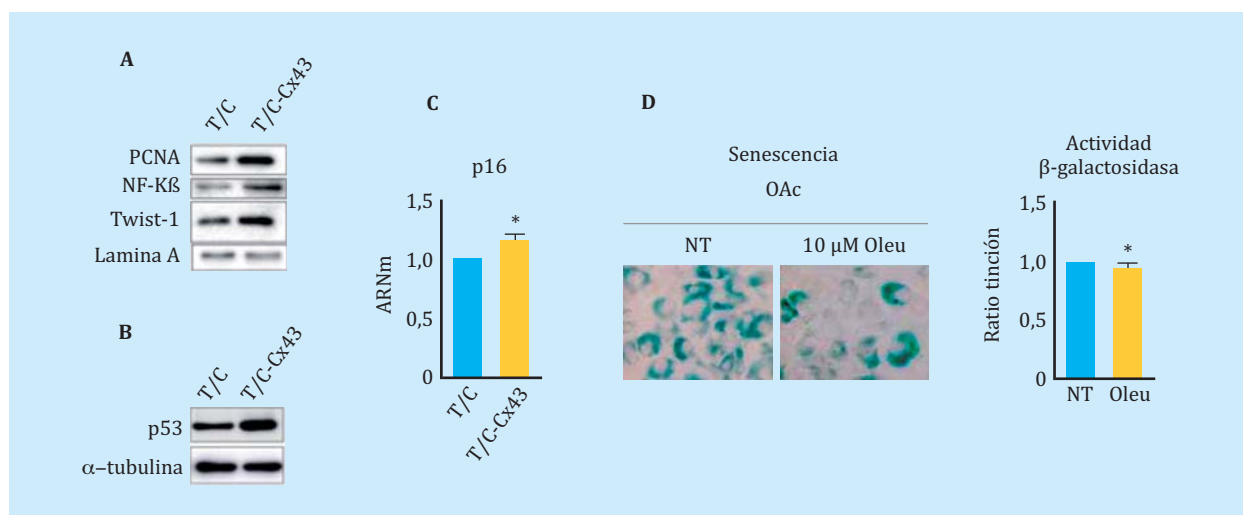 A
T/C
T/C-Cx43
PCNA
NF-Kß
Twist-1
Lamina A
B
T/C
T/C-Cx43
p53
α–tubulina
C
p16
1,5
1,0
0,5
0
ARNm
*
T/C
T/C-Cx43
D
Senescencia
OAc
NT
10 µM Oleu
Actividad
β-galactosidasa
1,5
1,0
0,5
0
Ratio tinción
*
NT
Oleu